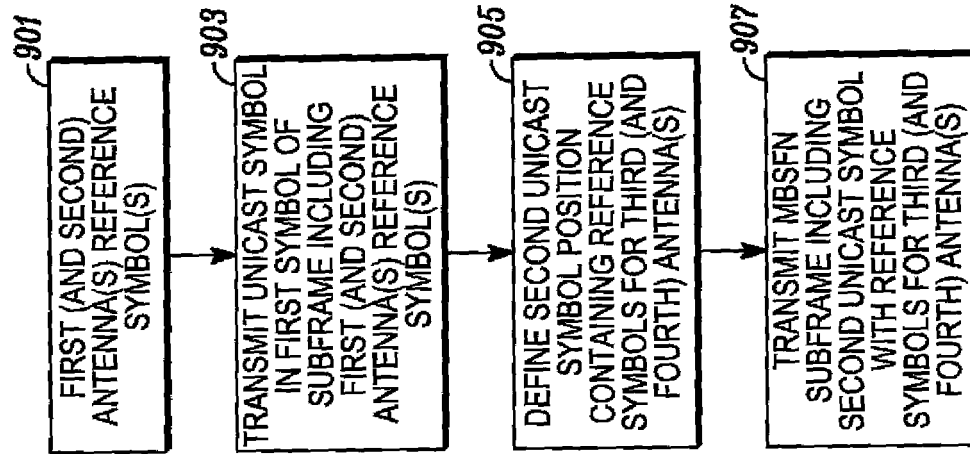 901
FIRST (AND SECOND)
ANTENNA(S) REFERENCE
SYMBOL(S)
903
TRANSMIT UNICAST SYMBOL
IN FIRST SYMBOL OF
SUBFRAME INCLUDING
FIRST (AND SECOND)
ANTENNA(S) REFERENCE
SYMBOL(S)
905
DEFINE SECOND UNICAST
SYMBOL POSITION
CONTAINING REFERENCE
SYMBOLS FOR THIRD (AND
FOURTH) ANTENNA(S)
907
TRANSMIT MBSFN
SUBFRAME INCLUDING
SECOND UNICAST SYMBOL
WITH REFERENCE
SYMBOLS FOR THIRD (AND
FOURTH) ANTENNA(S)